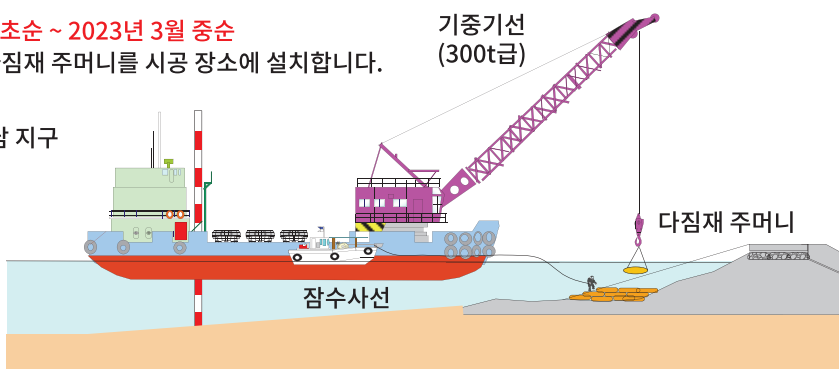 초순 ~ 2023년 3월 중순
짐재 주머니를 시공 장소에 설치합니다.
지구
기중기선
(300t급)
다짐재 주머니
잠수사선